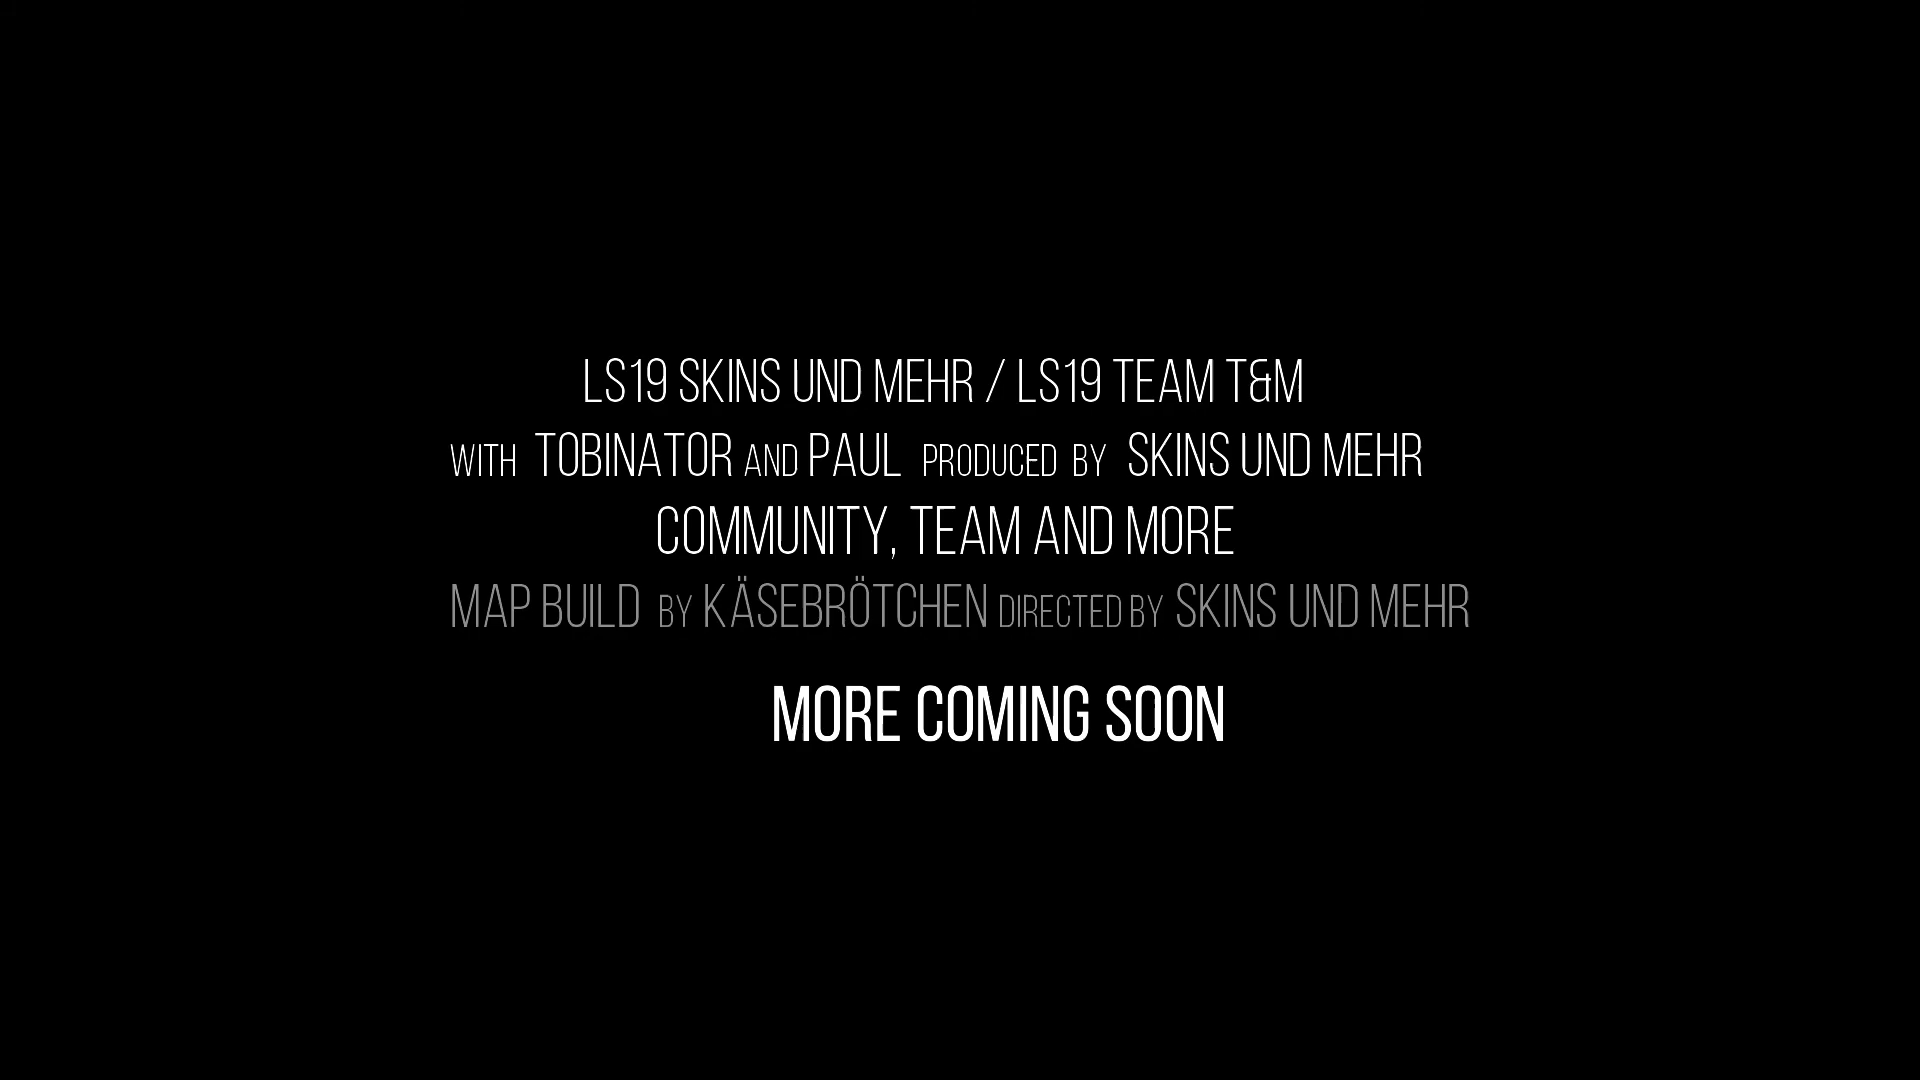 LS19 SKINS UND MEHR / LS19 TEAM T&M
WITH TOBINATOR AND PAUL PRODUCED BY SKINS UND MEHR
COMMUNITY, TEAM AND MORE
MAP BUILD BY KÄSEBRÖTCHEN DIRECTED BY SKINS UND MEHR
MORE COMING SOON